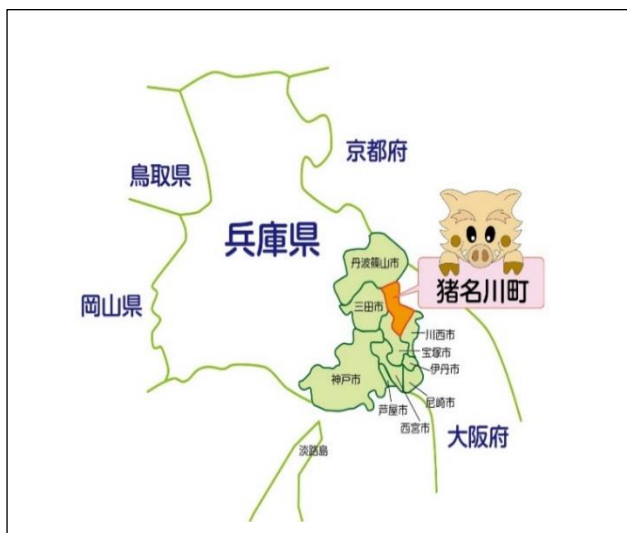 京都府
鳥取県
兵庫県
丹波篠山市
猪名川町
岡山県
三田市
川西市
宝塚市
伊丹市
神戸市
尼崎市
芦屋市
西宮市
大阪府
淡路島